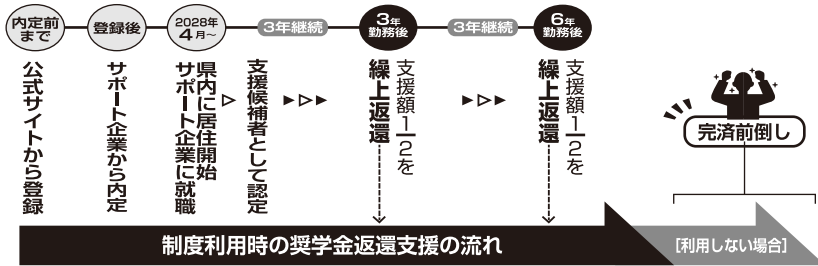 内定前
まで
登録後
2028年
4月～
3年継続
3年
勤務後
3年継続
6年
勤務後
公式サイトから登録
サポート企業から内定
県内に居住開始
サポート企業に就職
支援候補者として認定
支援額1/2を
繰上返還
支援額1/2を
繰上返還
完済前倒し
制度利用時の奨学金返還支援の流れ
[利用しない場合]